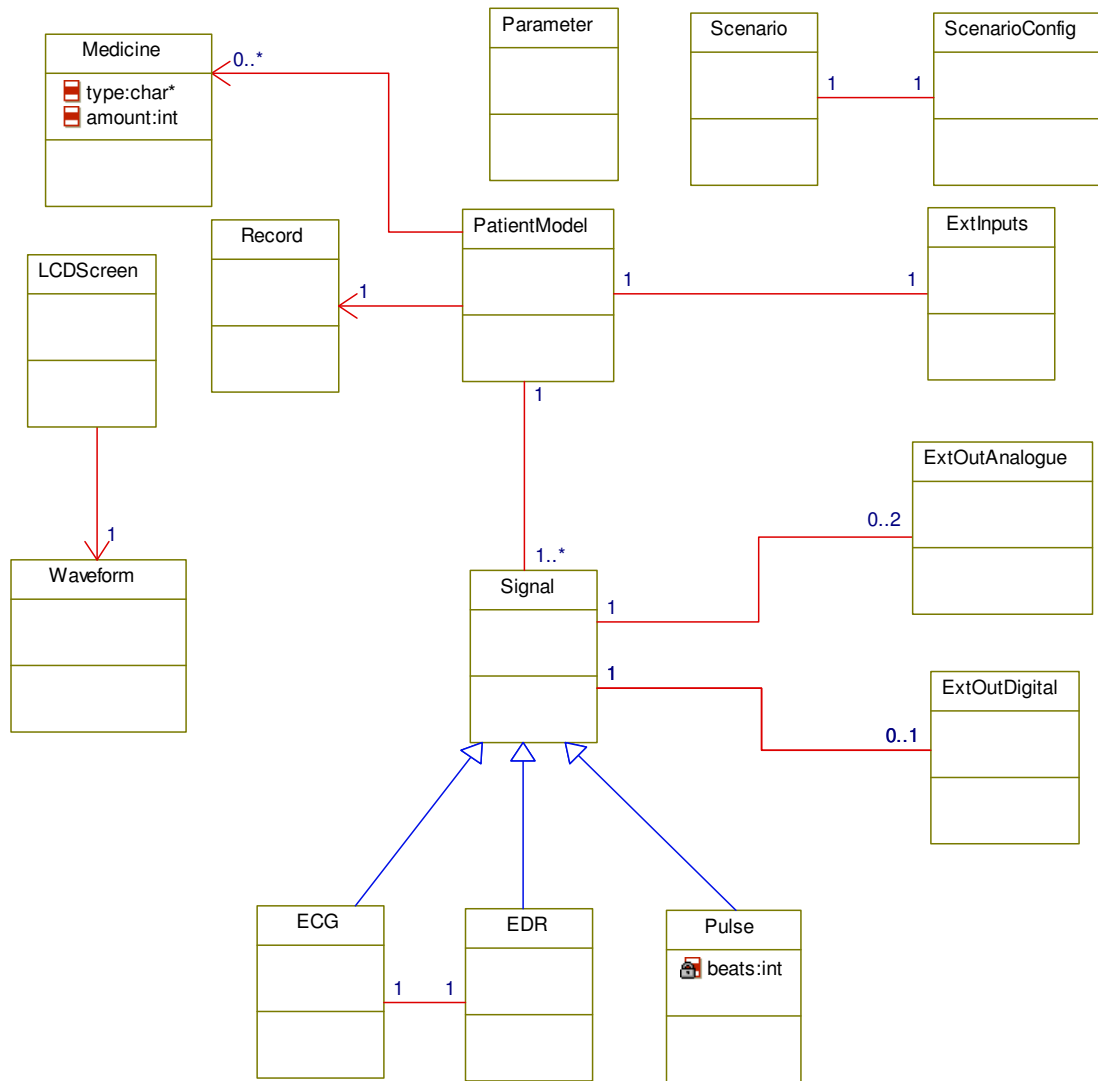 Medicine
type:char*
amount:int
0..*
Parameter
Scenario
1
1
ScenarioConfig
Record
1
PatientModel
1
1
ExtInputs
LCDScreen
1
Waveform
1
1..*
Signal
1
0..2
ExtOutAnalogue
1
0..1
ExtOutDigital
ECG
1
1
EDR
Pulse
beats:int